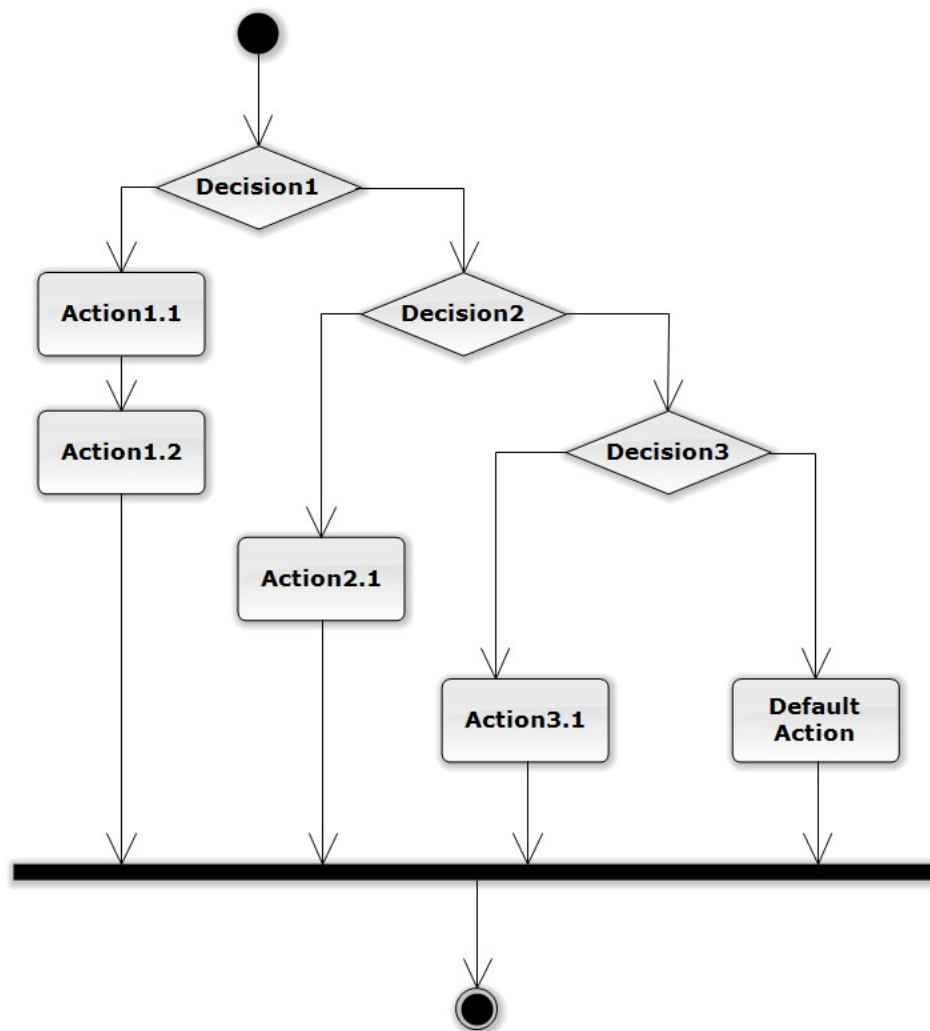 Decision1
Action1.1
Decision2
Action1.2
Decision3
Action2.1
Action3.1
Default
Action